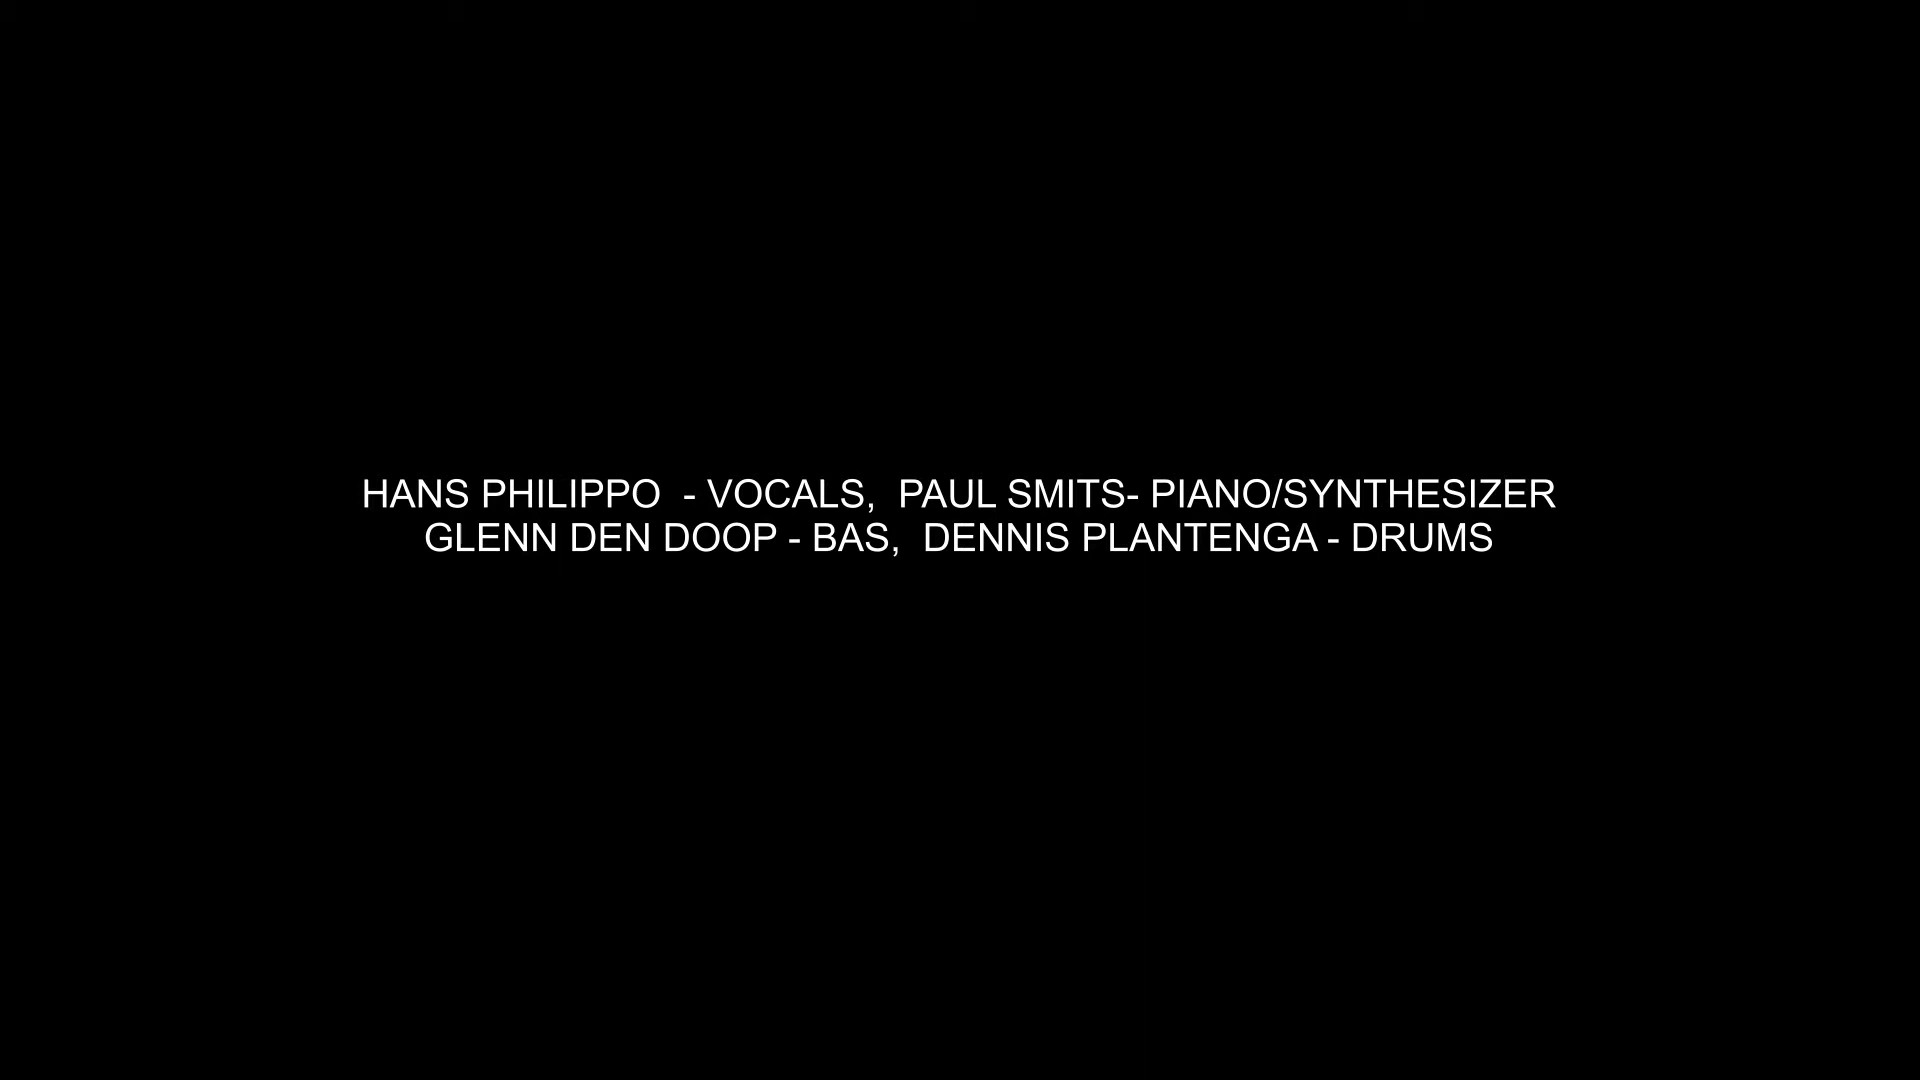 HANS PHILIPPO  - VOCALS,  PAUL SMITS- PIANO/SYNTHESIZER
GLENN DEN DOOP - BAS,  DENNIS PLANTENGA - DRUMS